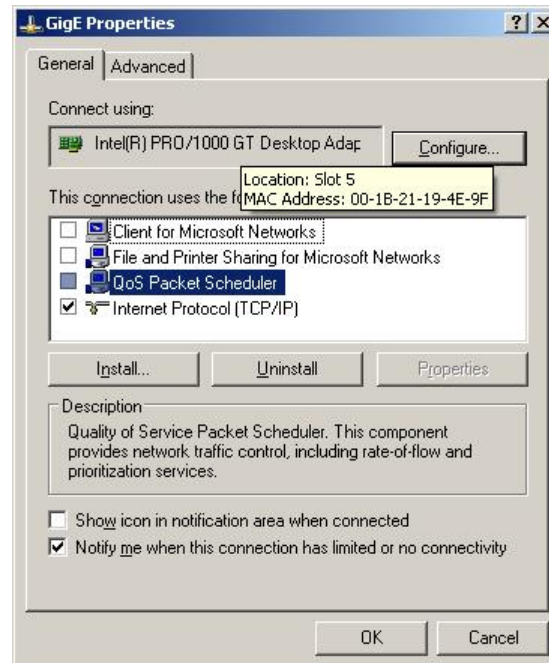 GigE Properties
General Advanced
Connect using:
Intel(R) PRO/1000 GT Desktop Adap
Configure...
Location: Slot 5
MAC Address: 00-1B-21-19-4E-9F
This connection uses the fo
Client for Microsoft Networks
File and Printer Sharing for Microsoft Networks
QoS Packet Scheduler
Internet Protocol (TCP/IP)
Install... Uninstall Properties
Description
Quality of Service Packet Scheduler. This component
provides network traffic control, including rate-of-flow and
prioritization services.
Show icon in notification area when connected
Notify me when this connection has limited or no connectivity
OK Cancel